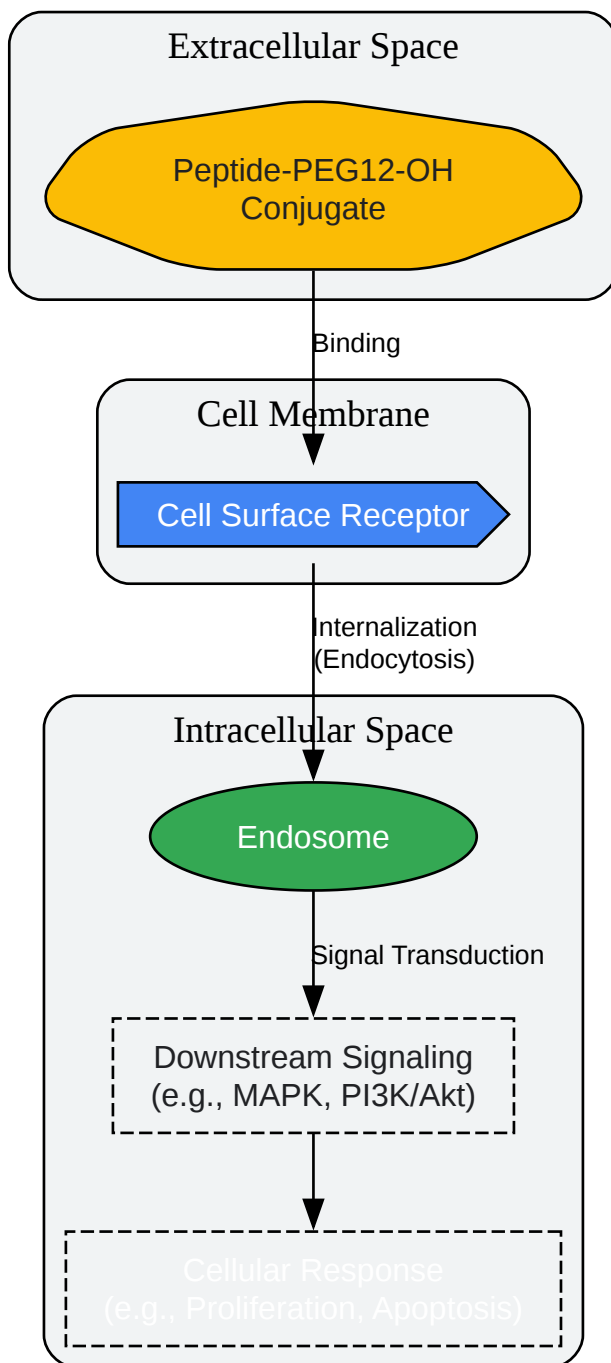 Extracellular Space
Peptide-PEG12-OH
Conjugate
Binding
Cell Membrane
Cell Surface Receptor
Internalization
(Endocytosis)
Intracellular Space
Endosome
Signal Transduction
Downstream Signaling
(e.g., MAPK, PI3K/Akt)
Cellular Response
(e.g., Proliferation, Apoptosis)